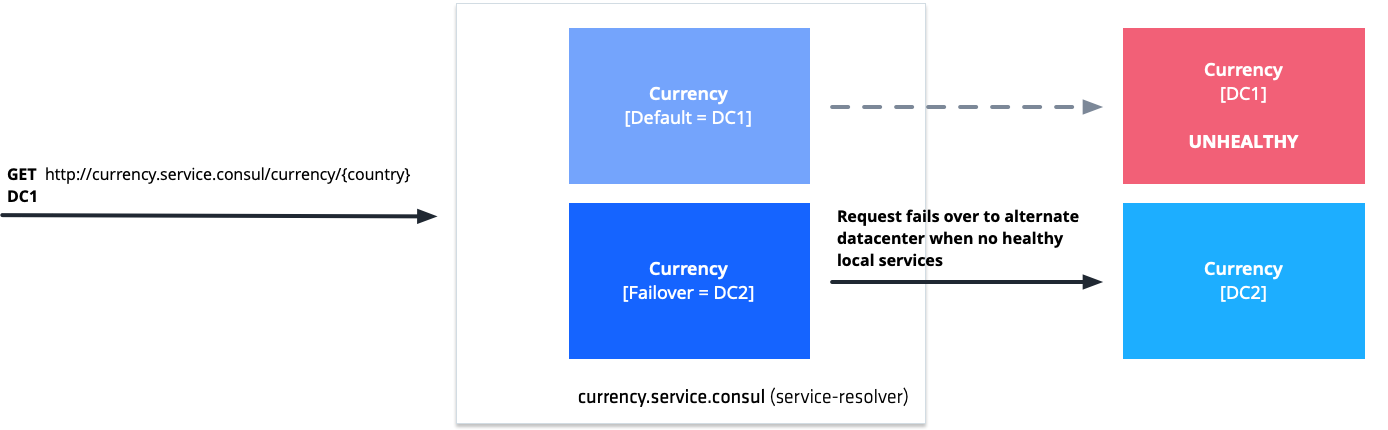 GET http://currency.service.consul/currency/{country}
DC1
Currency
[Default = DC1]
Currency
[Failover = DC2]
currency.service.consul (service-resolver)
Request fails over to alternate
datacenter when no healthy
local services
Currency
[DC1]
UNHEALTHY
Currency
[DC2]